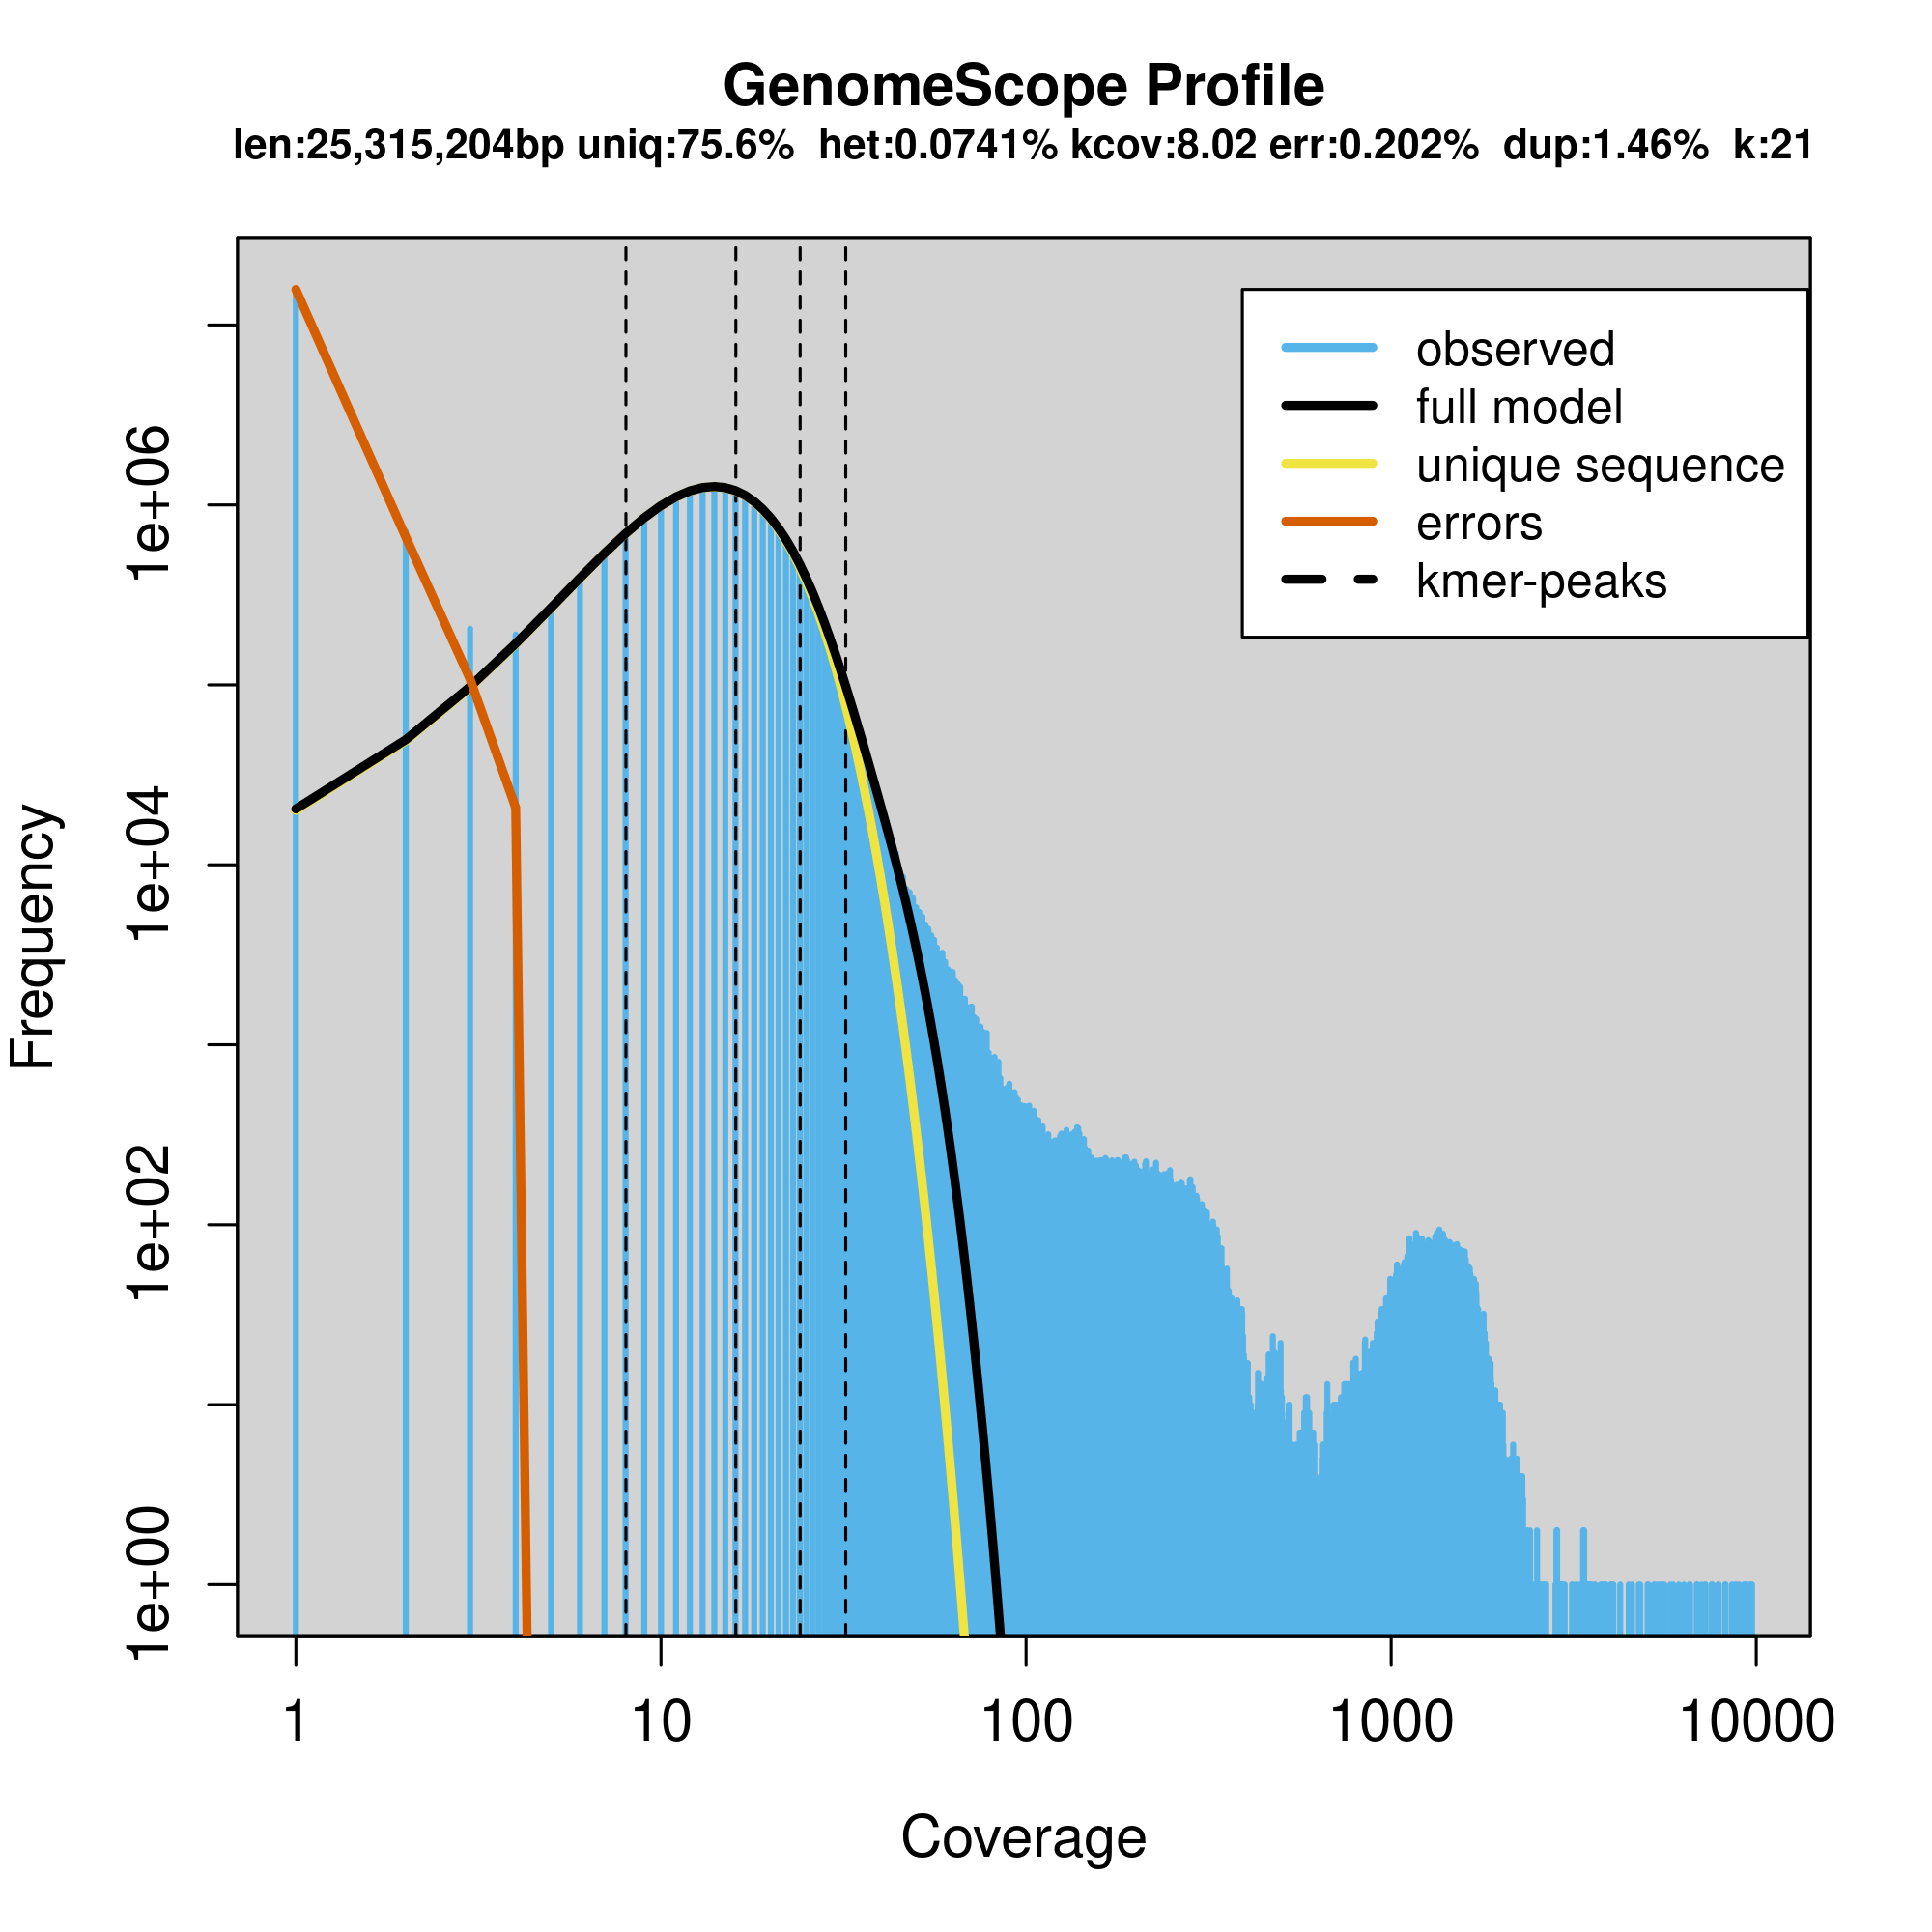 GenomeScope Profile
len:25,315,204bp uniq:75.6% het:0.0741% kcov:8.02 err:0.202% dup:1.46% k:21
observed
full model
unique sequence
errors
kmer-peaks
Frequency
1e+06
1e+04
1e+02
1e+00
1 10 100 1000 10000
Coverage